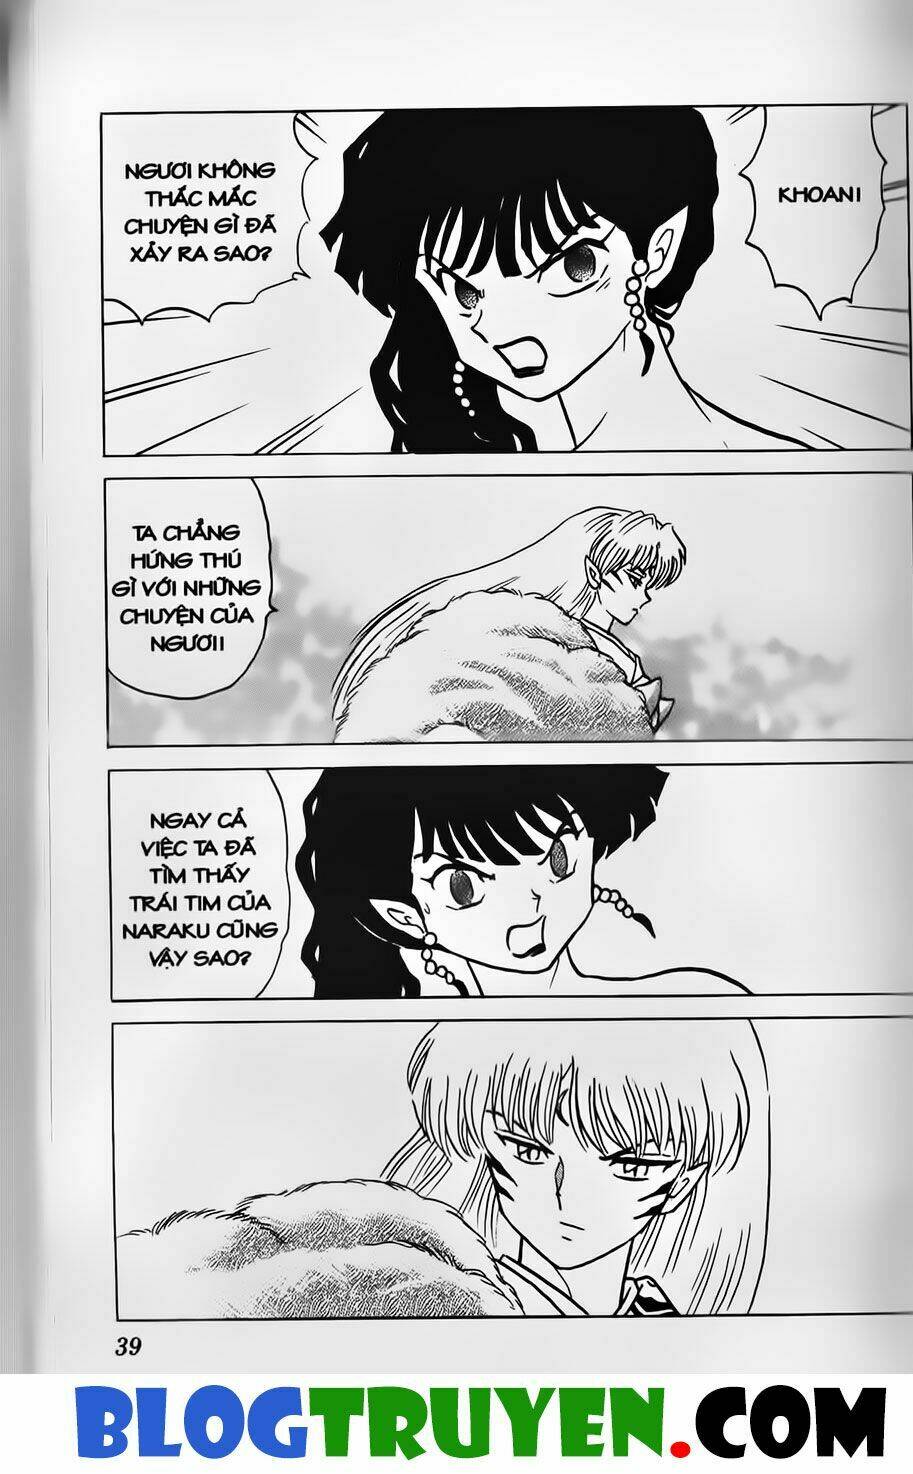 KHOAN!
NGƯƠI KHÔNG
THẮC MẮC
CHUYỆN GÌ ĐÃ
XẢY RA SAO?
TA CHẲNG
HỨNG THÚ
GÌ VỚI NHỮNG
CHUYỆN CỦA
NGƯƠI!
NGAY CẢ
VIỆC TA ĐÃ
TÌM THẤY
TRÁI TIM CỦA
NARAKU CŨNG
VẬY SAO?
39
BLOGTRUYEN.COM